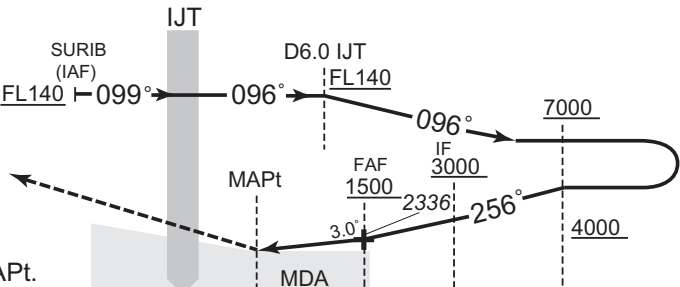 IJT
SURIB
(IAF)
D6.0 IJT
FL140
099°
096°
FL140
096°
7000
IF
3000
FAF
1500
2336
256°
4000
MAPt
3.0°
MDA
APt.